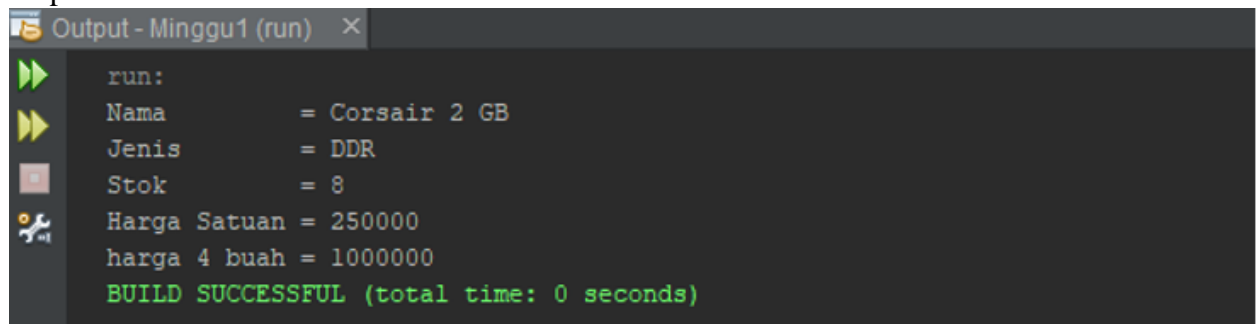 Output - Minggu1 (run) ×
run:
Nama         = Corsair 2 GB
Jenis        = DDR
Stok         = 8
Harga Satuan = 250000
harga 4 buah = 1000000
BUILD SUCCESSFUL (total time: 0 seconds)